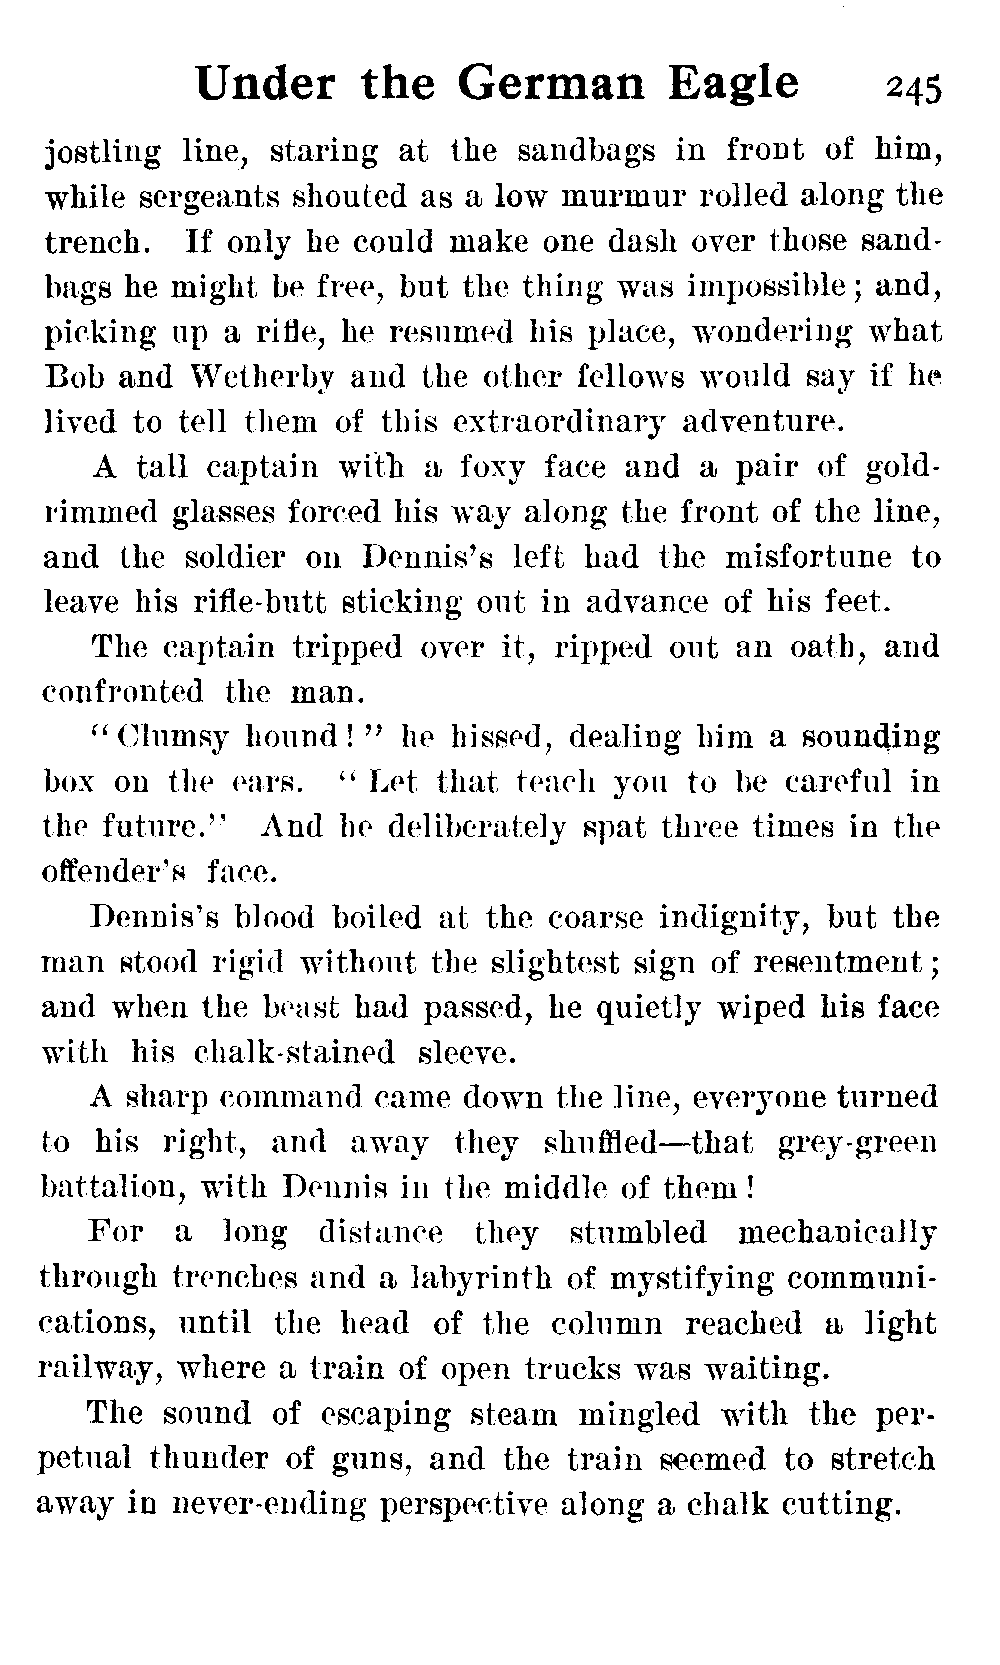 Under the German Eagle 245
jostling line, staring at the sandbags in front of him,
while sergeants shouted as a low murmur rolled along the
trench. If only he could make one dash over those sand-
bags he might be free, but the thing was impossible; and,
picking up a rifle, he resumed his place, wondering what
Bob and Wetherby and the other fellows would say if he
lived to tell them of this extraordinary adventure.
A tall captain with a foxy face and a pair of gold-
rimmed glasses forced his way along the front of the line,
and the soldier on Dennis's left had the misfortune to
leave his rifle-butt sticking out in advance of his feet.
The captain tripped over it, ripped out an oath, and
confronted the man.
"Clumsy hound!" he hissed, dealing him a sounding
box on the ears. "Let that teach you to be careful in
the future." And he deliberately spat three times in the
offender's face.
Dennis's blood boiled at the coarse indignity, but the
man stood rigid without the slightest sign of resentment;
and when the beast had passed, he quietly wiped his face
with his chalk-stained sleeve.
A sharp command came down the line, everyone turned
to his right, and away they shuffled—that grey-green
battalion, with Dennis in the middle of them!
For a long distance they stumbled mechanically
through trenches and a labyrinth of mystifying communi-
cations, until the head of the column reached a light
railway, where a train of open trucks was waiting.
The sound of escaping steam mingled with the per-
petual thunder of guns, and the train seemed to stretch
away in never-ending perspective along a chalk cutting.